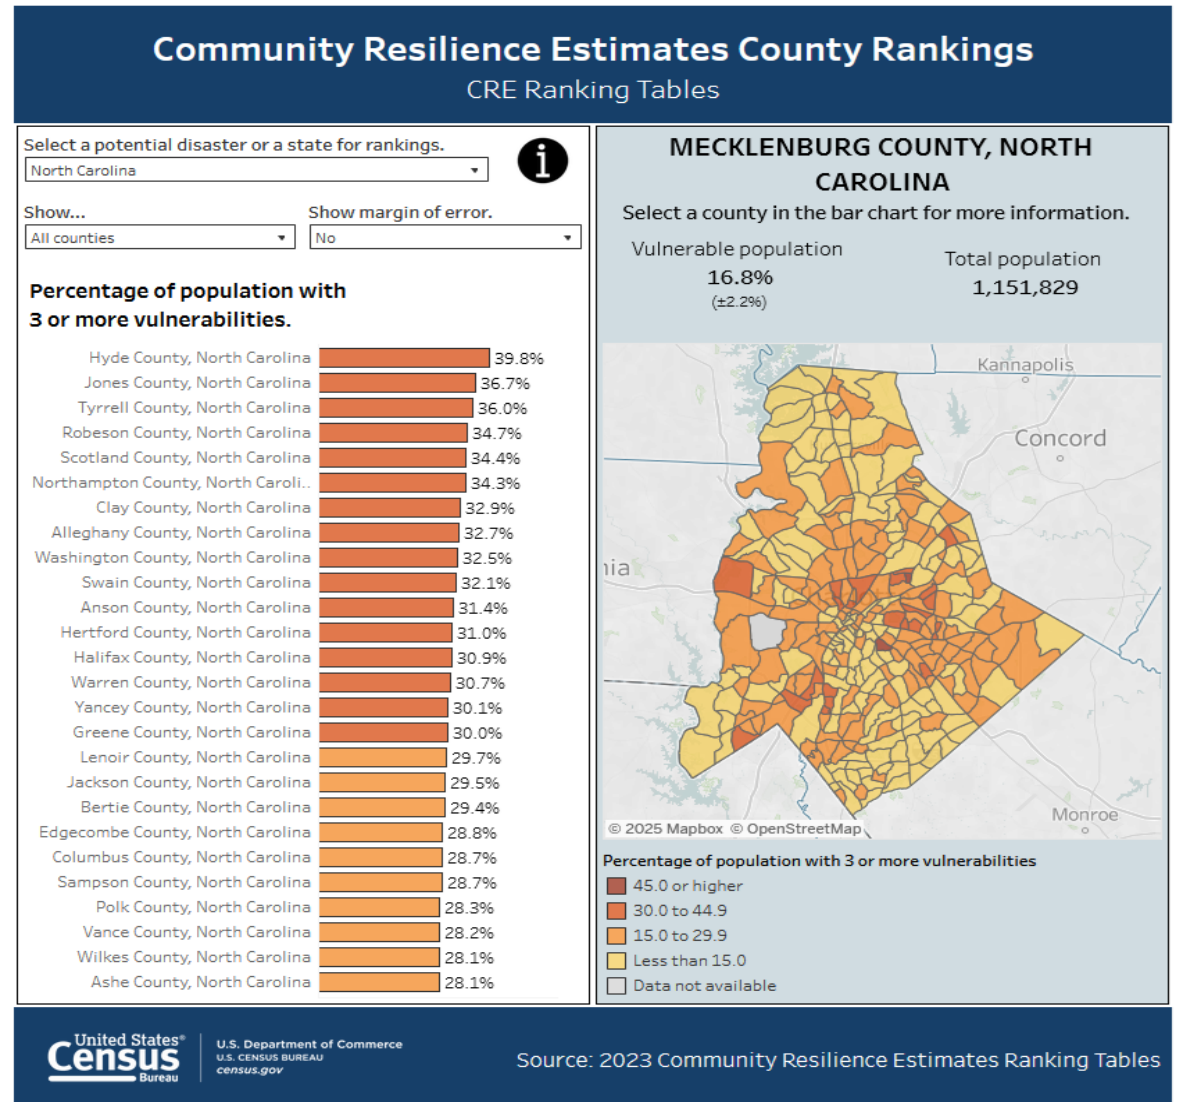 Community Resilience Estimates County Rankings
CRE Ranking Tables
Select a potential disaster or a state for rankings.
North Carolina
i
Show...
Show margin of error.
All counties
No
Percentage of population with
3 or more vulnerabilities.
Hyde County, North Carolina 39.8%
Jones County, North Carolina 36.7%
Tyrrell County, North Carolina 36.0%
Robeson County, North Carolina 34.7%
Scotland County, North Carolina 34.4%
Northampton County, North Caroli.. 34.3%
Clay County, North Carolina 32.9%
Alleghany County, North Carolina 32.7%
Washington County, North Carolina 32.5%
Swain County, North Carolina 32.1%
Anson County, North Carolina 31.4%
Hertford County, North Carolina 31.0%
Halifax County, North Carolina 30.9%
Warren County, North Carolina 30.7%
Yancey County, North Carolina 30.1%
Greene County, North Carolina 30.0%
Lenoir County, North Carolina 29.7%
Jackson County, North Carolina 29.5%
Bertie County, North Carolina 29.4%
Edgecombe County, North Carolina 28.8%
Columbus County, North Carolina 28.7%
Sampson County, North Carolina 28.7%
Polk County, North Carolina 28.3%
Vance County, North Carolina 28.2%
Wilkes County, North Carolina 28.1%
Ashe County, North Carolina 28.1%
MECKLENBURG COUNTY, NORTH
CAROLINA
Select a county in the bar chart for more information.
Vulnerable population
16.8%
(±2.2%)
Total population
1,151,829
Kannapolis
Concord
nia
Monroe
© 2025 Mapbox © OpenStreetMap
Percentage of population with 3 or more vulnerabilities
45.0 or higher
30.0 to 44.9
15.0 to 29.9
Less than 15.0
Data not available
United States®
Census
Bureau
U.S. Department of Commerce
U.S. CENSUS BUREAU
census.gov
Source: 2023 Community Resilience Estimates Ranking Tables